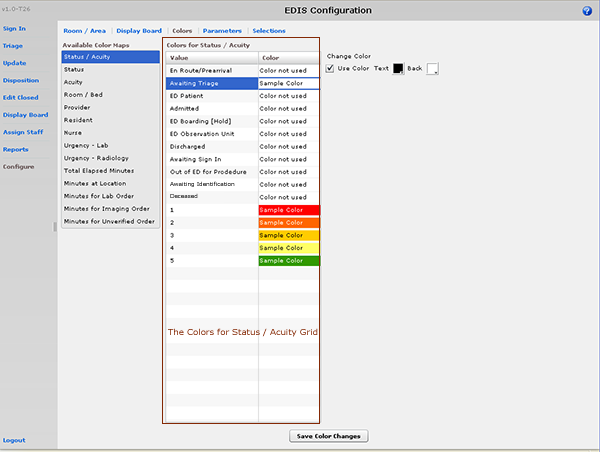 v1.0-T26
EDIS Configuration
?
Sign In
Triage
Update
Disposition
Edit Closed
Display Board
Assign Staff
Reports
Configure
Logout
Room / Area | Display Board | Colors | Parameters | Selections
Available Color Maps
Status / Acuity
Status
Acuity
Room / Bed
Provider
Resident
Nurse
Urgency - Lab
Urgency - Radiology
Total Elapsed Minutes
Minutes at Location
Minutes for Lab Order
Minutes for Imaging Order
Minutes for Unverified Order
Colors for Status / Acuity
Value Color
En Route/Prearrival Color not used
Awaiting Triage Sample Color
ED Patient Color not used
Admitted Color not used
ED Boarding [Hold] Color not used
ED Observation Unit Color not used
Discharged Color not used
Awaiting Sign In Color not used
Out of ED for Prodedure Color not used
Awaiting Identification Color not used
Deceased Color not used
1 Sample Color
2 Sample Color
3 Sample Color
4 Sample Color
5 Sample Color
The Colors for Status / Acuity Grid
Change Color
Use Color Text Back
Save Color Changes